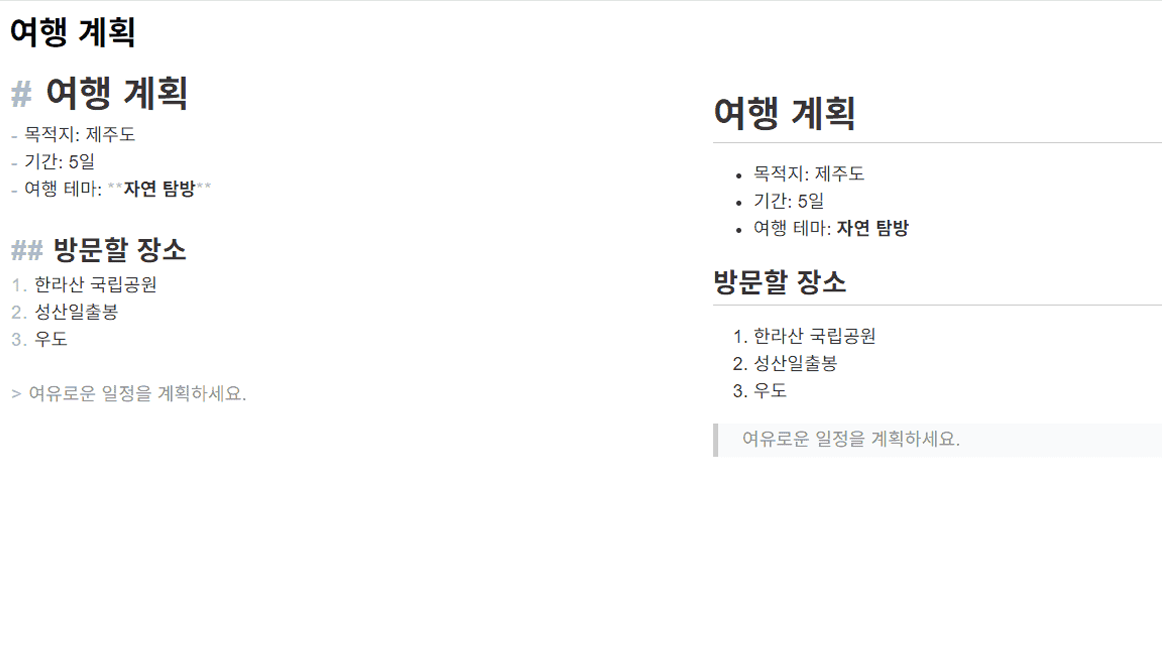 여행 계획
# 여행 계획
- 목적지: 제주도
- 기간: 5일
- 여행 테마: **자연 탐방**
## 방문할 장소
1. 한라산 국립공원
2. 성산일출봉
3. 우도
> 여유로운 일정을 계획하세요.
여행 계획
• 목적지: 제주도
• 기간: 5일
• 여행 테마: 자연 탐방
방문할 장소
1. 한라산 국립공원
2. 성산일출봉
3. 우도
여유로운 일정을 계획하세요.